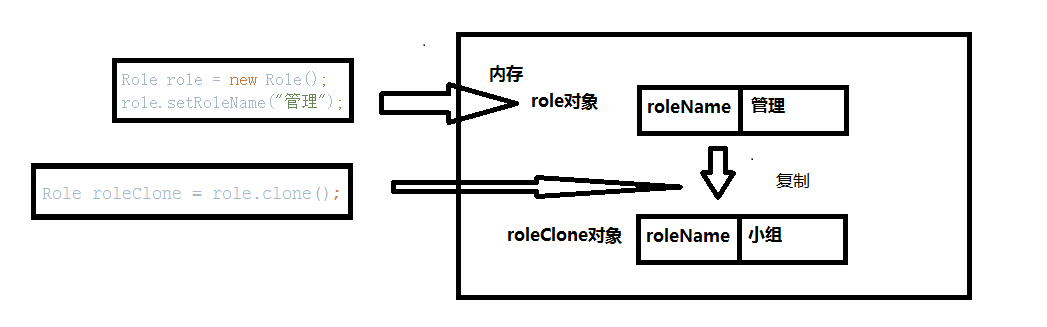 Role role = new Role();
role.setRoleName("管理");
Role roleClone = role.clone();
内存
role对象
roleName 管理
复制
roleClone对象 roleName 小组